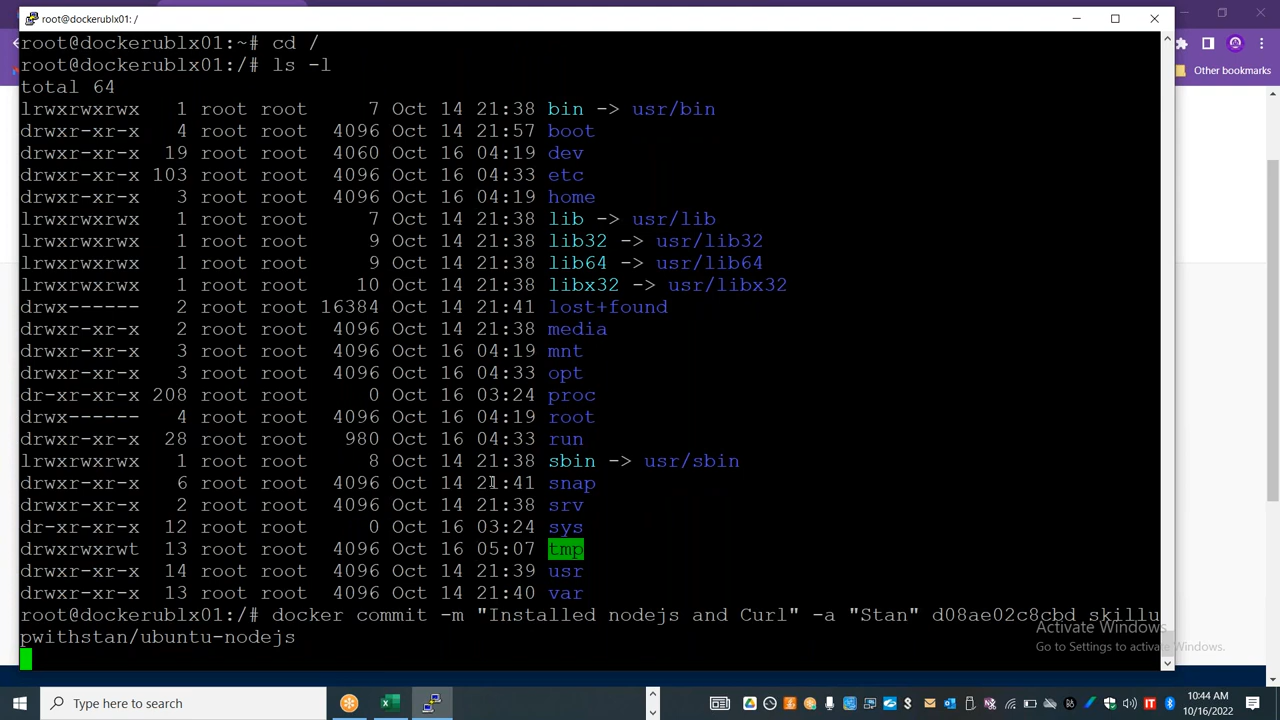 root@dockerublx01: /
Other bookmarks
root@dockerublx01:~# cd /
root@dockerublx01:/# ls -l
total 64
lrwxrwxrwx 1 root root 7 Oct 14 21:38 bin -> usr/bin
drwxr-xr-x 4 root root 4096 Oct 14 21:57 boot
drwxr-xr-x 19 root root 4060 Oct 16 04:19 dev
drwxr-xr-x 103 root root 4096 Oct 16 04:33 etc
drwxr-xr-x 3 root root 4096 Oct 16 04:19 home
lrwxrwxrwx 1 root root 7 Oct 14 21:38 lib -> usr/lib
lrwxrwxrwx 1 root root 9 Oct 14 21:38 lib32 -> usr/lib32
lrwxrwxrwx 1 root root 9 Oct 14 21:38 lib64 -> usr/lib64
lrwxrwxrwx 1 root root 10 Oct 14 21:38 libx32 -> usr/libx32
drwx------ 2 root root 16384 Oct 14 21:41 lost+found
drwxr-xr-x 2 root root 4096 Oct 14 21:38 media
drwxr-xr-x 3 root root 4096 Oct 16 04:19 mnt
drwxr-xr-x 3 root root 4096 Oct 16 04:33 opt
dr-xr-xr-x 208 root root 0 Oct 16 03:24 proc
drwx------ 4 root root 4096 Oct 16 04:19 root
drwxr-xr-x 28 root root 980 Oct 16 04:33 run
lrwxrwxrwx 1 root root 8 Oct 14 21:38 sbin -> usr/sbin
drwxr-xr-x 6 root root 4096 Oct 14 21:41 snap
drwxr-xr-x 2 root root 4096 Oct 14 21:38 srv
dr-xr-xr-x 12 root root 0 Oct 16 03:24 sys
drwxrwxrwt 13 root root 4096 Oct 16 05:07 tmp
drwxr-xr-x 14 root root 4096 Oct 14 21:39 usr
drwxr-xr-x 13 root root 4096 Oct 14 21:40 var
root@dockerublx01:/# docker commit -m "Installed nodejs and Curl" -a "Stan" d08ae02c8cbd skillu
pwithstan/ubuntu-nodejs
Activate Windows
Go to Settings to activate Windows.
Type here to search
10:44 AM
10/16/2022